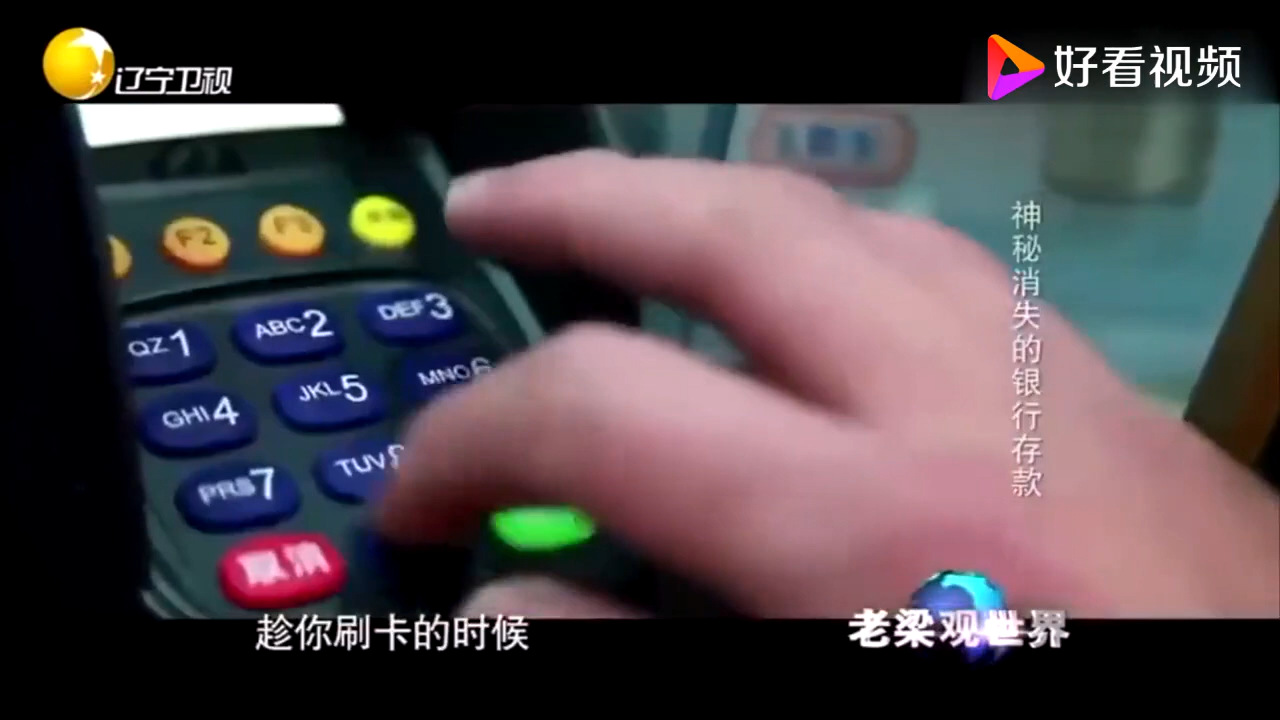 辽宁卫视
好看视频
F2
F3
QZ1
ABC2
DEF3
GHI4
JKL5
MNO6
PRS7
TUV8
取消
神秘消失的银行存款
趁你刷卡的时候
老梁观世界